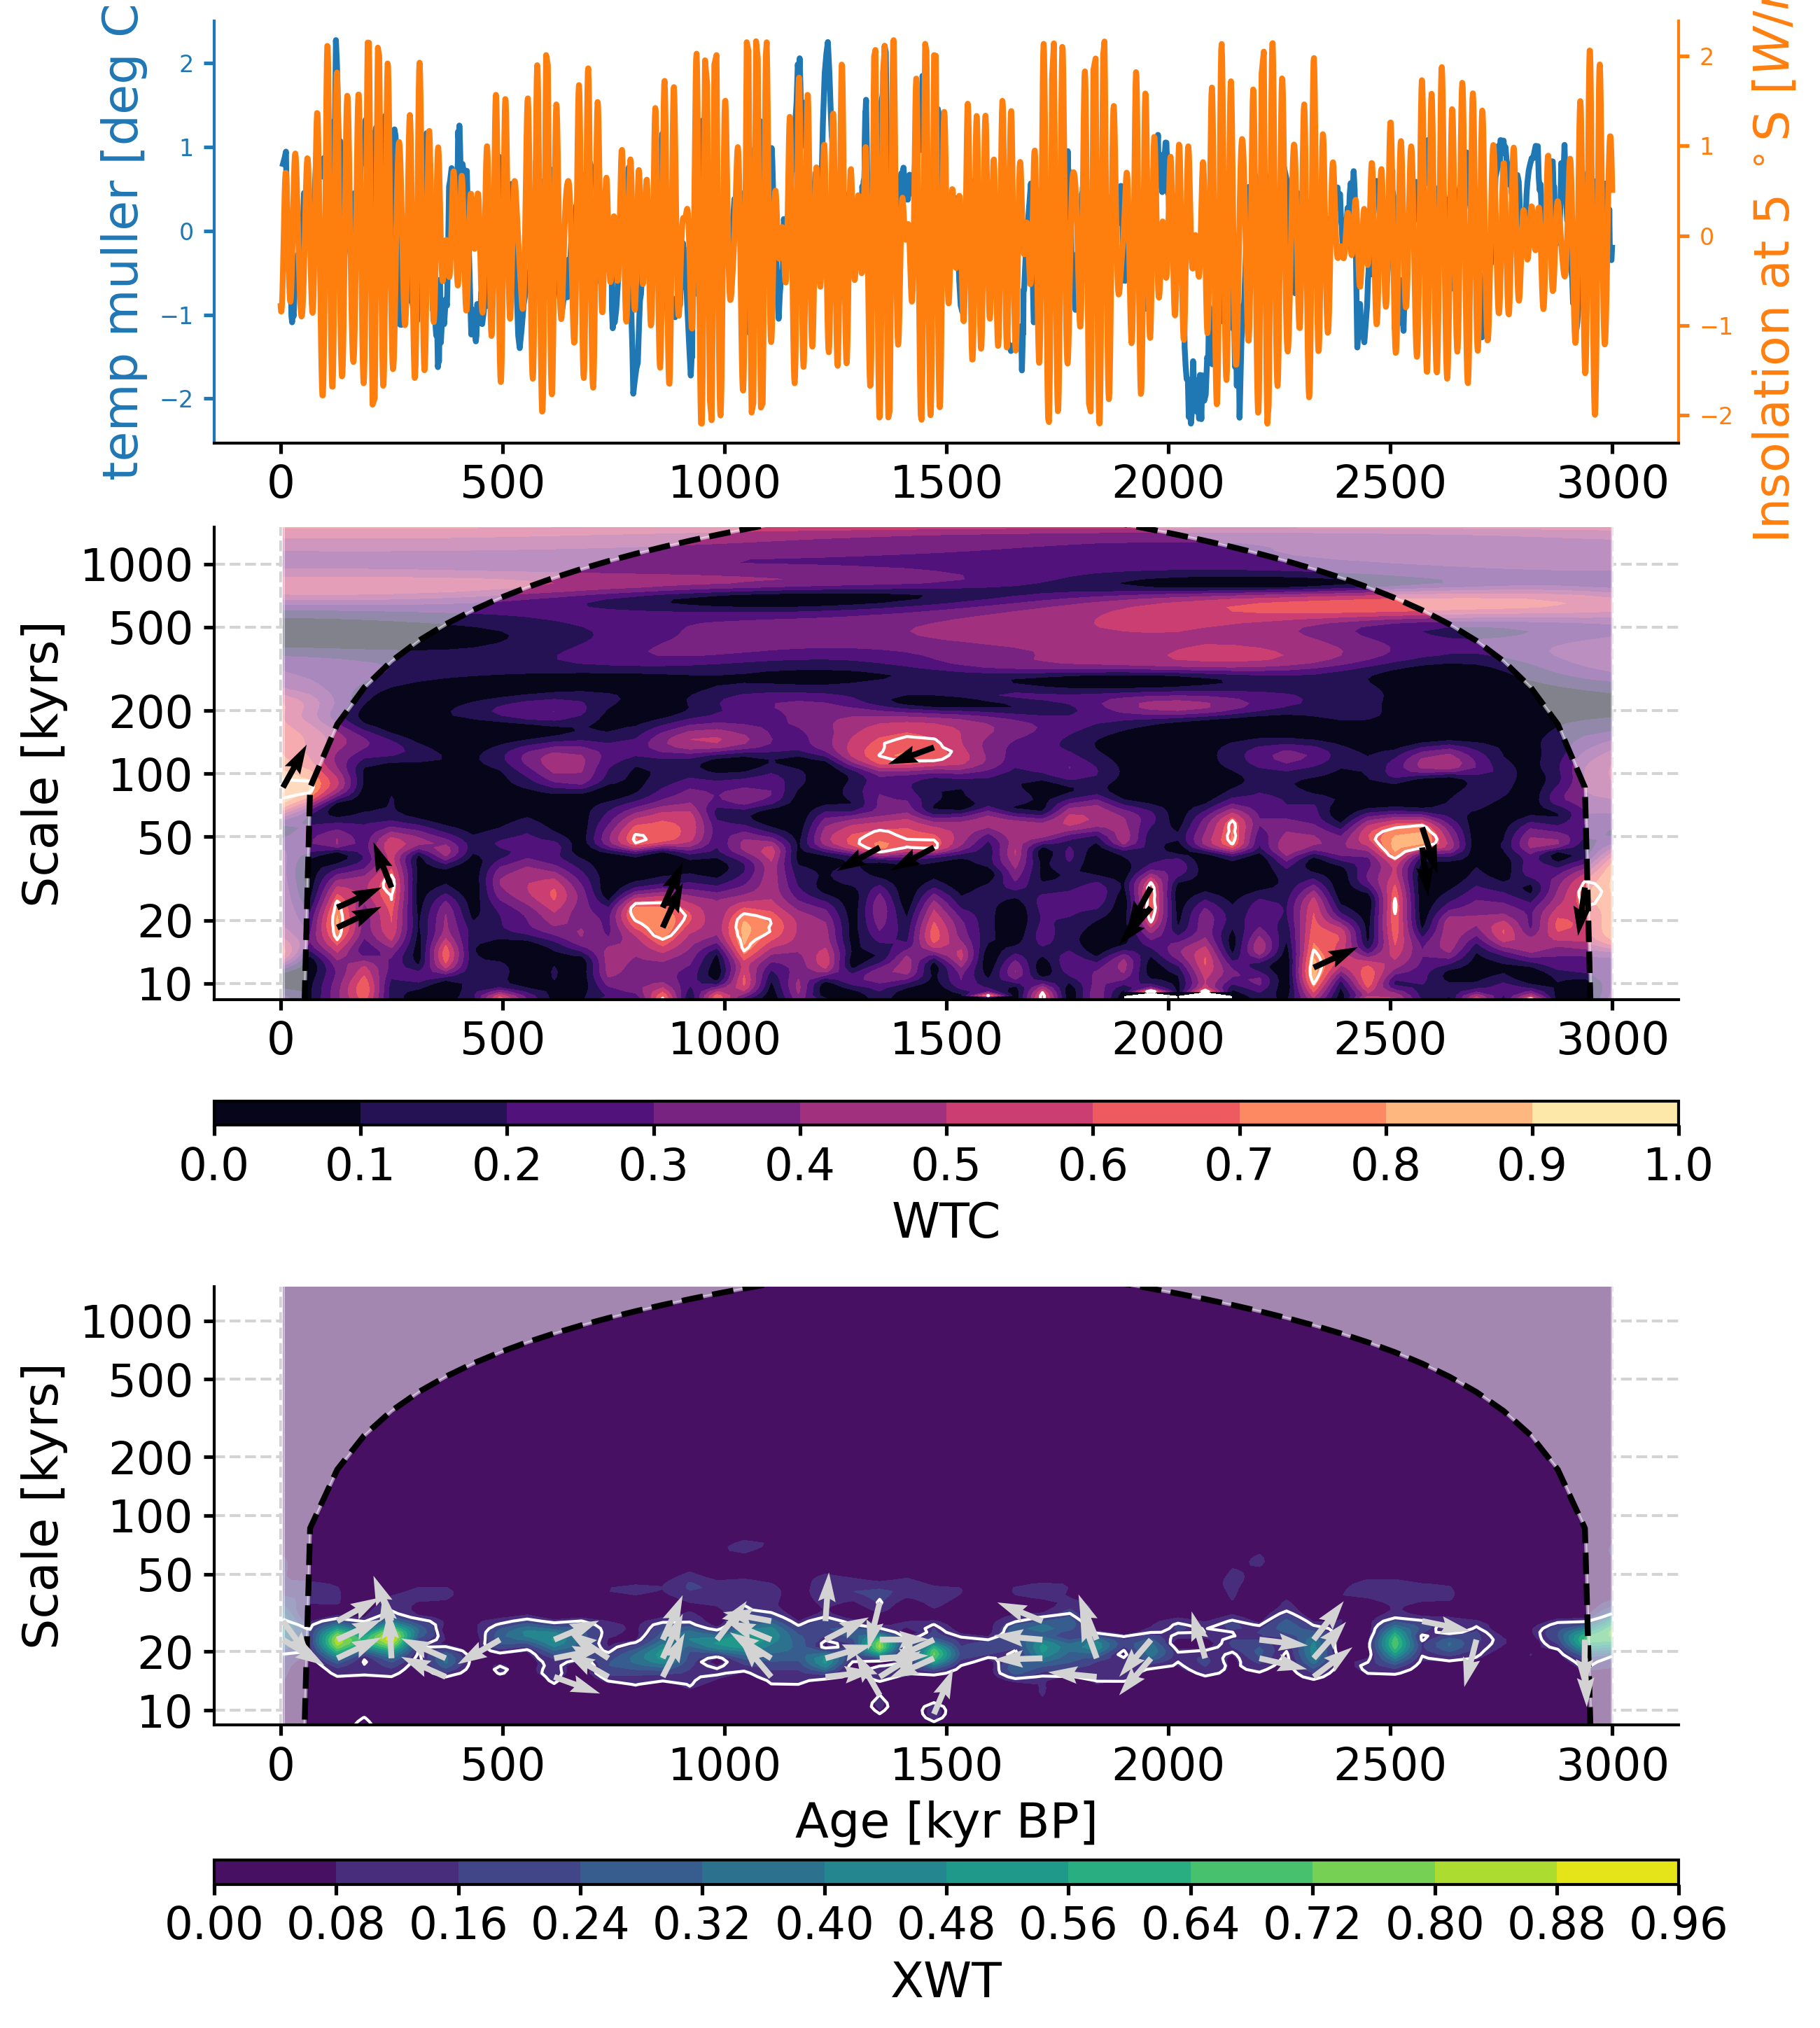 temp muller [deg C
Insolation at 5 °S [W/
2
1
0
−1
−2
2
1
0
−1
−2
0 500 1000 1500 2000 2500 3000
Scale [kyrs]
1000
500
200
100
50
20
10
0 500 1000 1500 2000 2500 3000
0.0 0.1 0.2 0.3 0.4 0.5 0.6 0.7 0.8 0.9 1.0
WTC
Scale [kyrs]
1000
500
200
100
50
20
10
0 500 1000 1500 2000 2500 3000
Age [kyr BP]
0.00 0.08 0.16 0.24 0.32 0.40 0.48 0.56 0.64 0.72 0.80 0.88 0.96
XWT